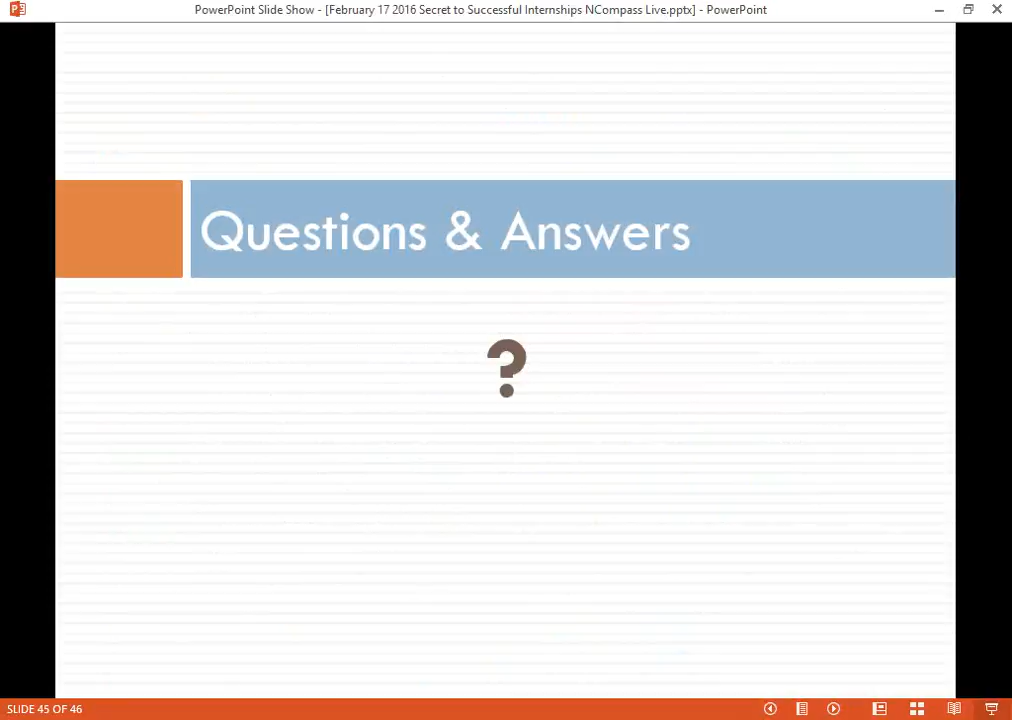 PowerPoint Slide Show - [February 17 2016 Secret to Successful Internships NCompass Live.pptx] - PowerPoint
Questions & Answers
?
SLIDE 45 OF 46